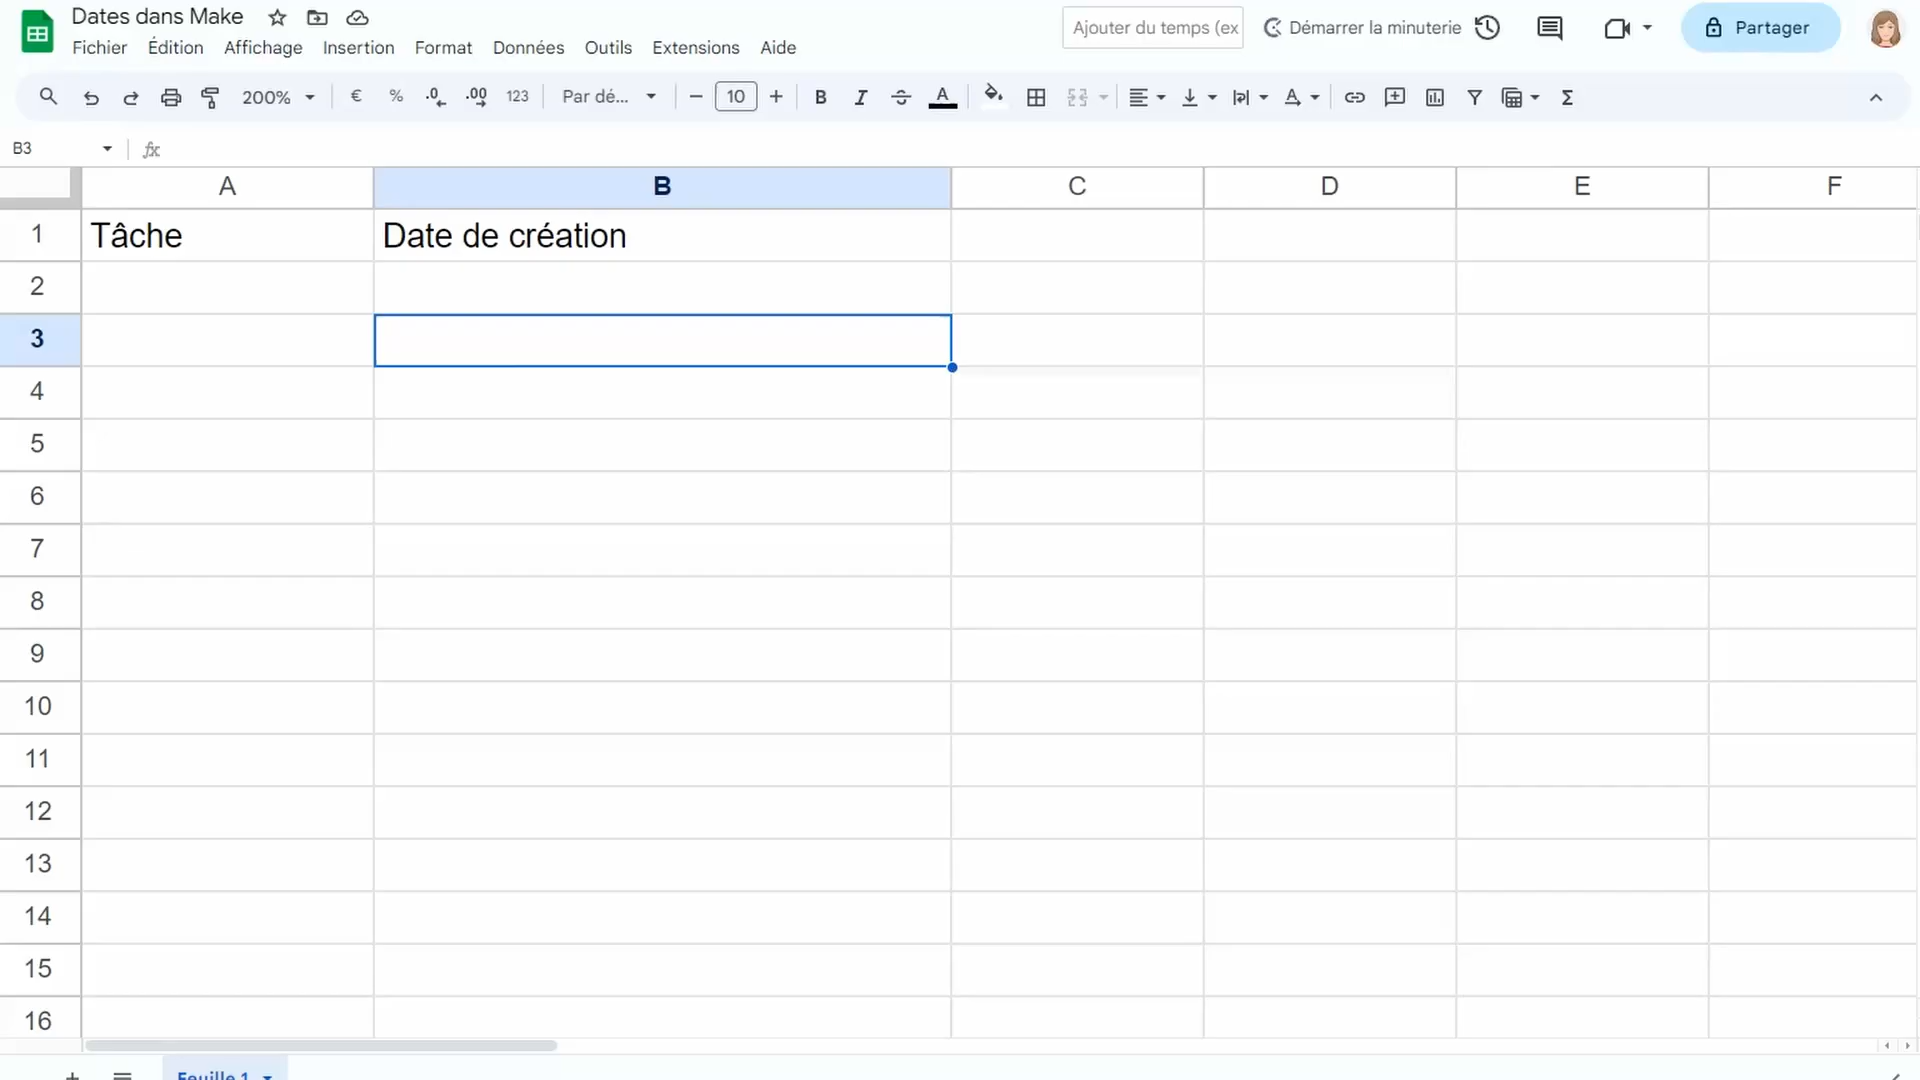 Dates dans Make
Ajouter du temps (ex
Démarrer la minuterie
Partager
Fichier Édition Affichage Insertion Format Données Outils Extensions Aide
200% € % .0 .00 123 Par dé... 10 B I S A A Σ
B3 fx
A B C D E F
1 Tâche Date de création
2
3
4
5
6
7
8
9
10
11
12
13
14
15
16
Feuille 1